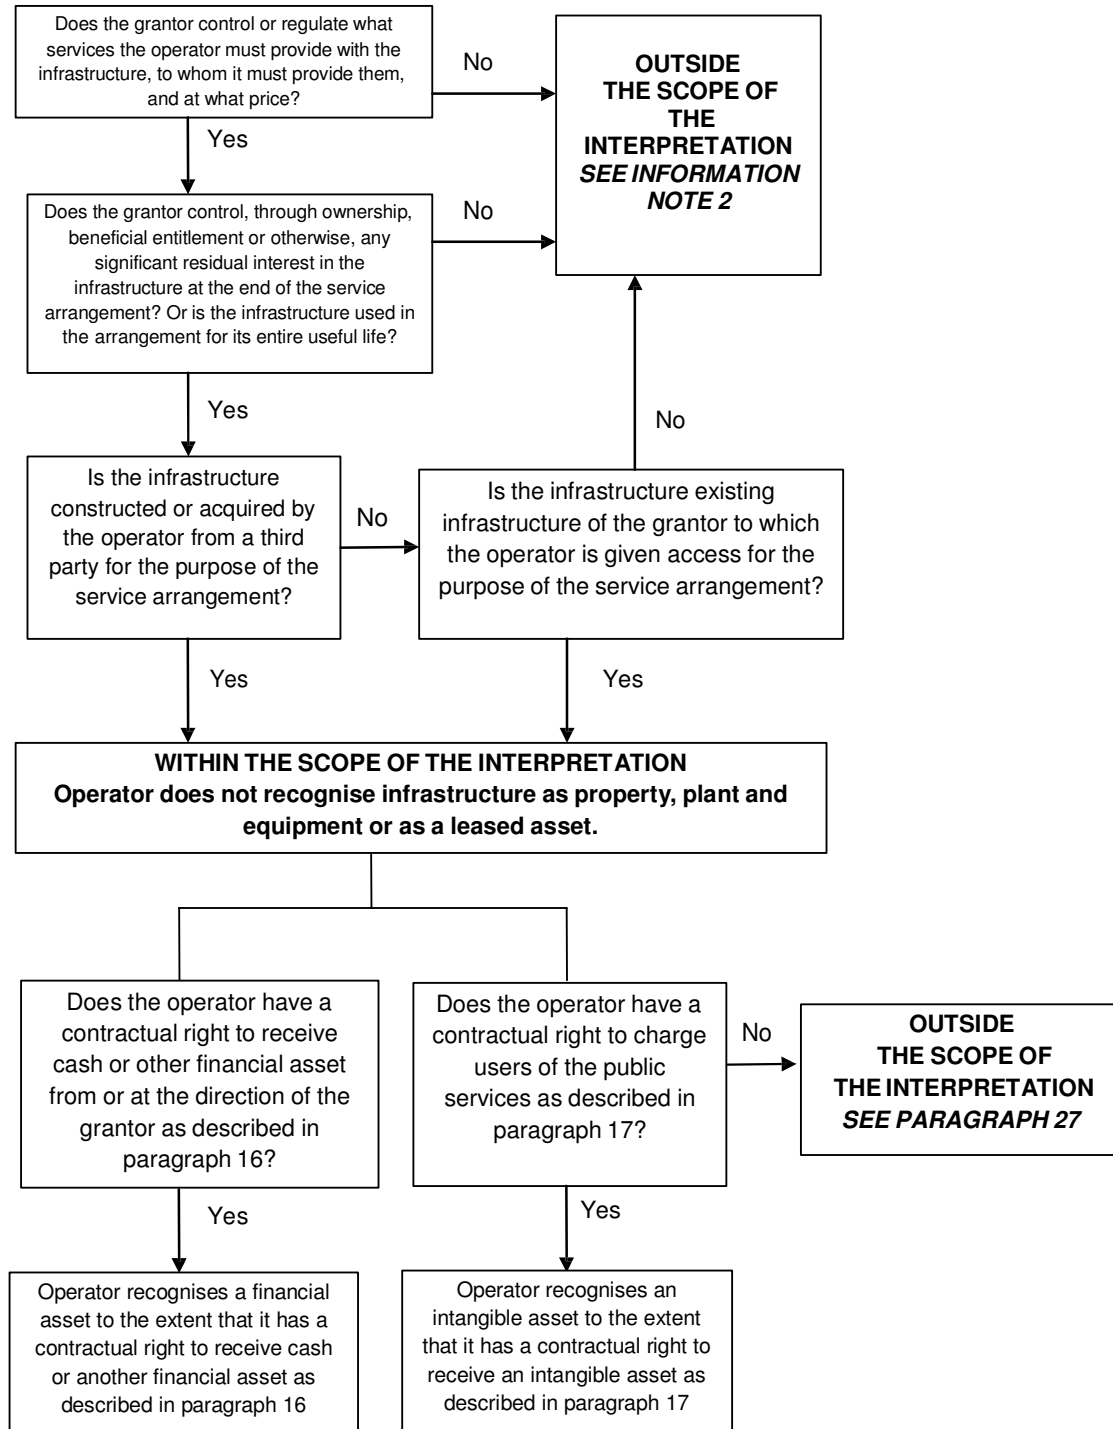 Does the grantor control or regulate what
services the operator must provide with the
infrastructure, to whom it must provide them,
and at what price?
No
OUTSIDE
THE SCOPE OF
THE
INTERPRETATION
SEE INFORMATION
NOTE 2
Yes
Does the grantor control, through ownership,
beneficial entitlement or otherwise, any
significant residual interest in the
infrastructure at the end of the service
arrangement? Or is the infrastructure used in
the arrangement for its entire useful life?
No
Yes
No
Is the infrastructure
constructed or acquired by
the operator from a third
party for the purpose of the
service arrangement?
No
Is the infrastructure existing
infrastructure of the grantor to which
the operator is given access for the
purpose of the service arrangement?
Yes
Yes
WITHIN THE SCOPE OF THE INTERPRETATION
Operator does not recognise infrastructure as property, plant and
equipment or as a leased asset.
Does the operator have a
contractual right to receive
cash or other financial asset
from or at the direction of the
grantor as described in
paragraph 16?
Does the operator have a
contractual right to charge
users of the public
services as described in
paragraph 17?
No
OUTSIDE
THE SCOPE OF
THE INTERPRETATION
SEE PARAGRAPH 27
Yes
Yes
Operator recognises a financial
asset to the extent that it has a
contractual right to receive cash
or another financial asset as
described in paragraph 16
Operator recognises an
intangible asset to the extent
that it has a contractual right to
receive an intangible asset as
described in paragraph 17